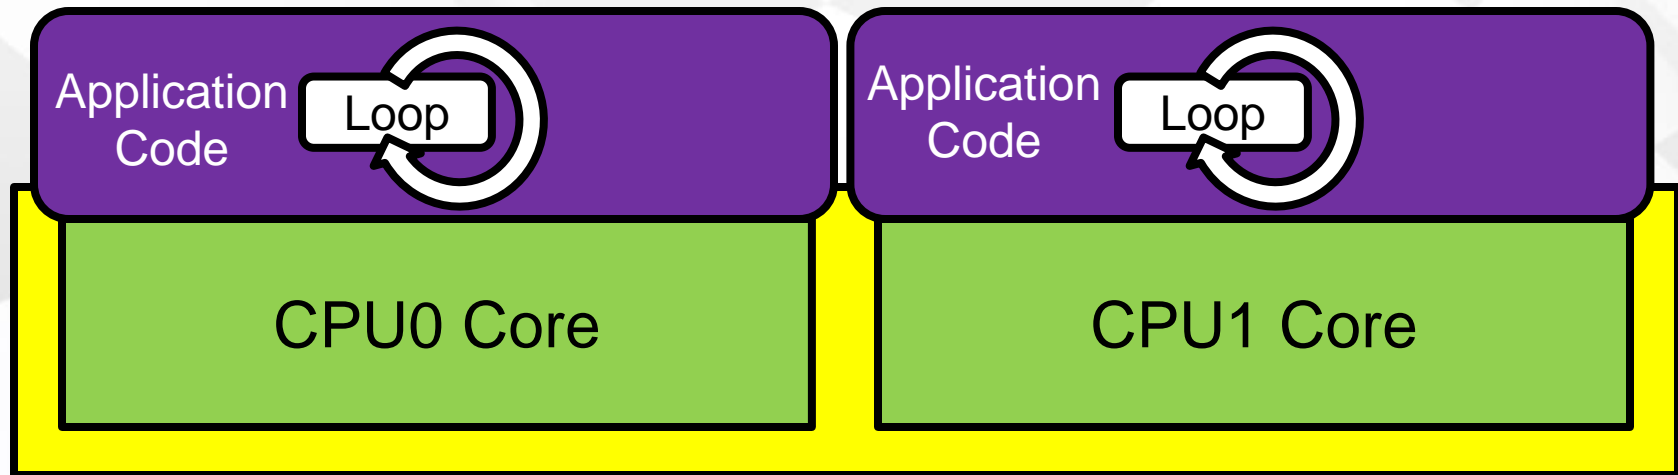 Application
Code
Loop
Application
Code
Loop
CPU0 Core
CPU1 Core